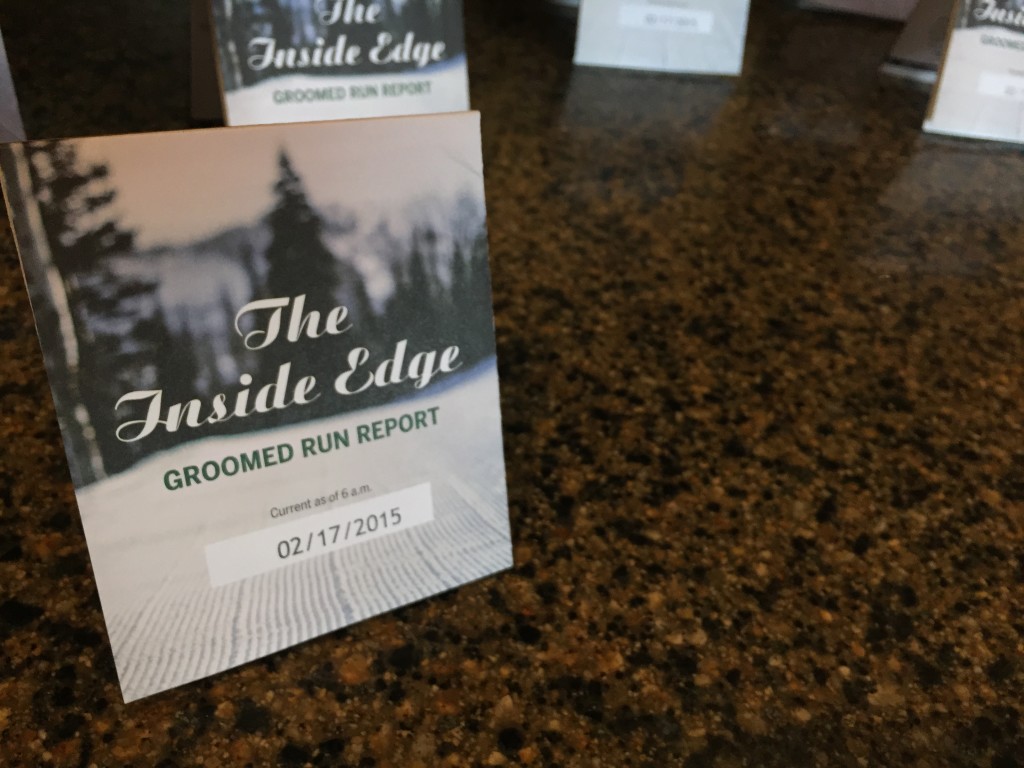 The
Inside Edge
GROOMED RUN REPORT
The
Inside Edge
GROOMED RUN REPORT
Current as of 6 a.m.
02/17/2015